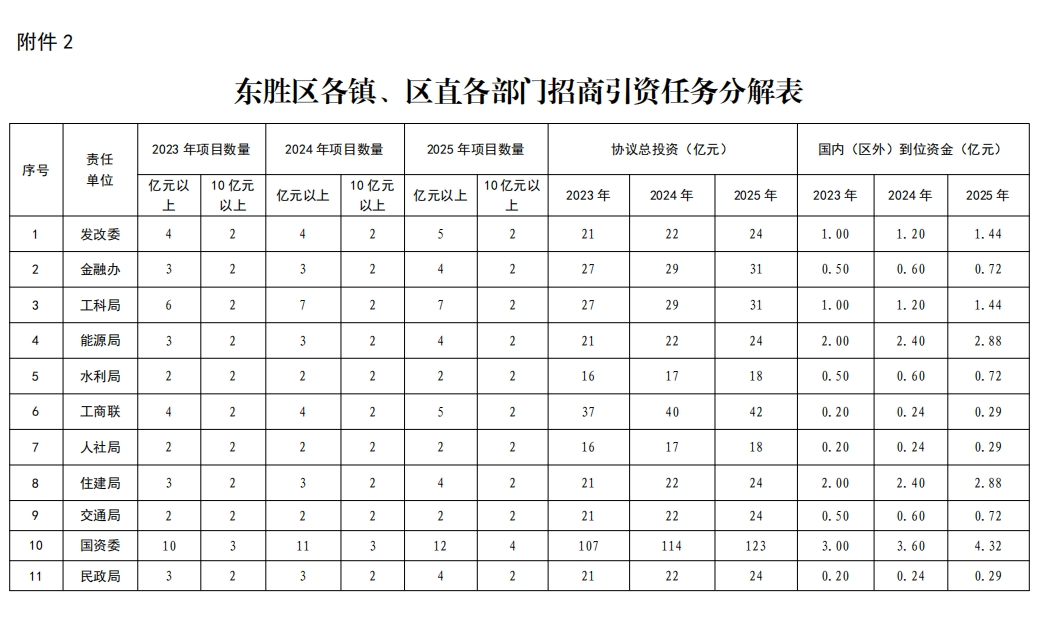 附件 2
东胜区各镇、区直各部门招商引资任务分解表
序号 责任单位 2023 年项目数量 2024 年项目数量 2025 年项目数量 协议总投资（亿元） 国内（区外）到位资金（亿元）
亿元以上 10 亿元以上 亿元以上 10 亿元以上 亿元以上 10 亿元以上 2023 年 2024 年 2025 年 2023 年 2024 年 2025 年
1 发改委 4 2 4 2 5 2 21 22 24 1.00 1.20 1.44
2 金融办 3 2 3 2 4 2 27 29 31 0.50 0.60 0.72
3 工科局 6 2 7 2 7 2 27 29 31 1.00 1.20 1.44
4 能源局 3 2 3 2 4 2 21 22 24 2.00 2.40 2.88
5 水利局 2 2 2 2 2 2 16 17 18 0.50 0.60 0.72
6 工商联 4 2 4 2 5 2 37 40 42 0.20 0.24 0.29
7 人社局 2 2 2 2 2 2 16 17 18 0.20 0.24 0.29
8 住建局 3 2 3 2 4 2 21 22 24 2.00 2.40 2.88
9 交通局 2 2 2 2 2 2 21 22 24 0.50 0.60 0.72
10 国资委 10 3 11 3 12 4 107 114 123 3.00 3.60 4.32
11 民政局 3 2 3 2 4 2 21 22 24 0.20 0.24 0.29